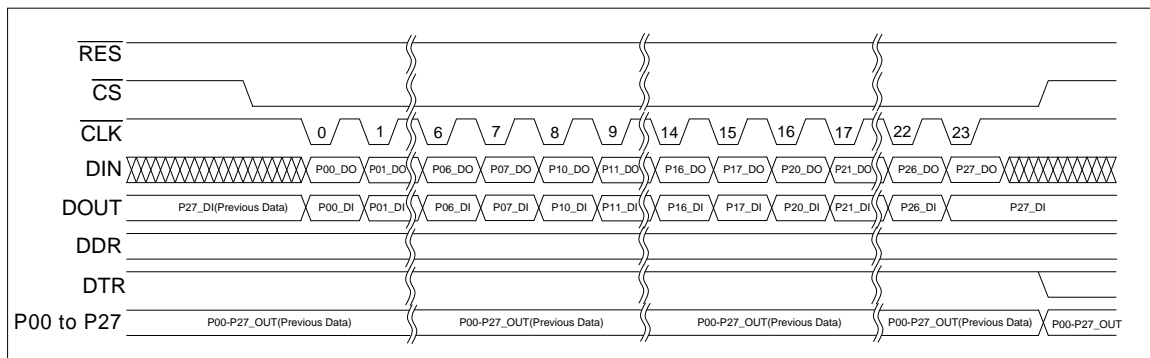 RES
CS
CLK 0 1 6 7 8 9 14 15 16 17 22 23
DIN P00_DO P01_DO P06_DO P07_DO P10_DO P11_DO P16_DO P17_DO P20_DO P21_DO P26_DO P27_DO
DOUT P27_DI(Previous Data) P00_DI P01_DI P06_DI P07_DI P10_DI P11_DI P16_DI P17_DI P20_DI P21_DI P26_DI P27_DI
DDR
DTR
P00 to P27 P00-P27_OUT(Previous Data) P00-P27_OUT(Previous Data) P00-P27_OUT(Previous Data) P00-P27_OUT(Previous Data) P00-P27_OUT